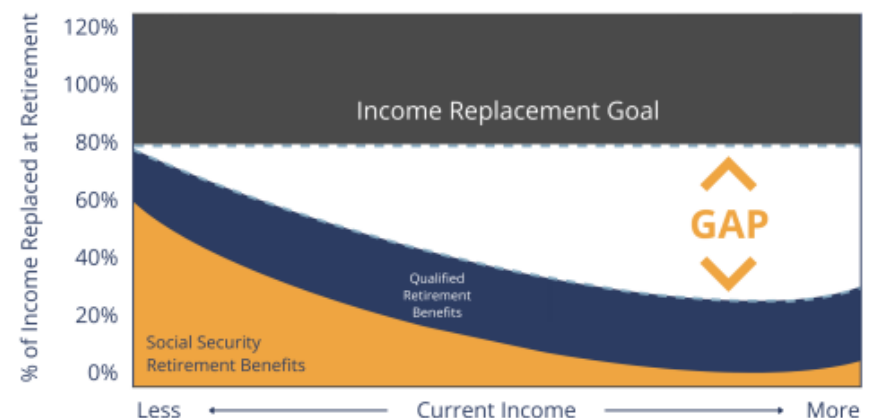 % of Income Replaced at Retirement
120%
100%
80%
60%
40%
20%
0%
Income Replacement Goal
GAP
Qualified
Retirement
Benefits
Social Security
Retirement Benefits
Less
Current Income
More